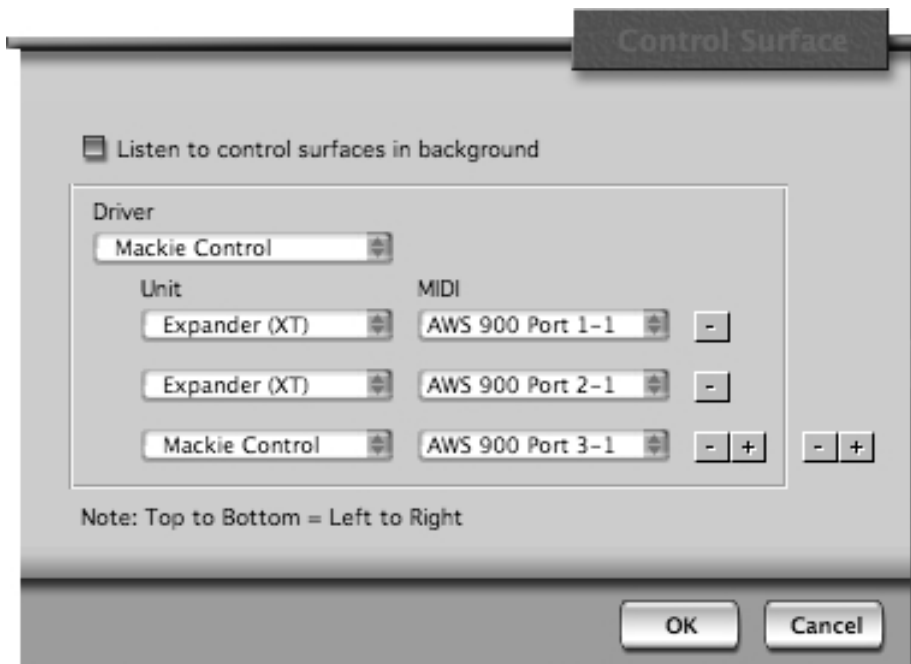 Control Surface
Listen to control surfaces in background
Driver
Mackie Control
Unit MIDI
Expander (XT) AWS 900 Port 1-1 -
Expander (XT) AWS 900 Port 2-1 -
Mackie Control AWS 900 Port 3-1 - + - +
Note: Top to Bottom = Left to Right
OK Cancel